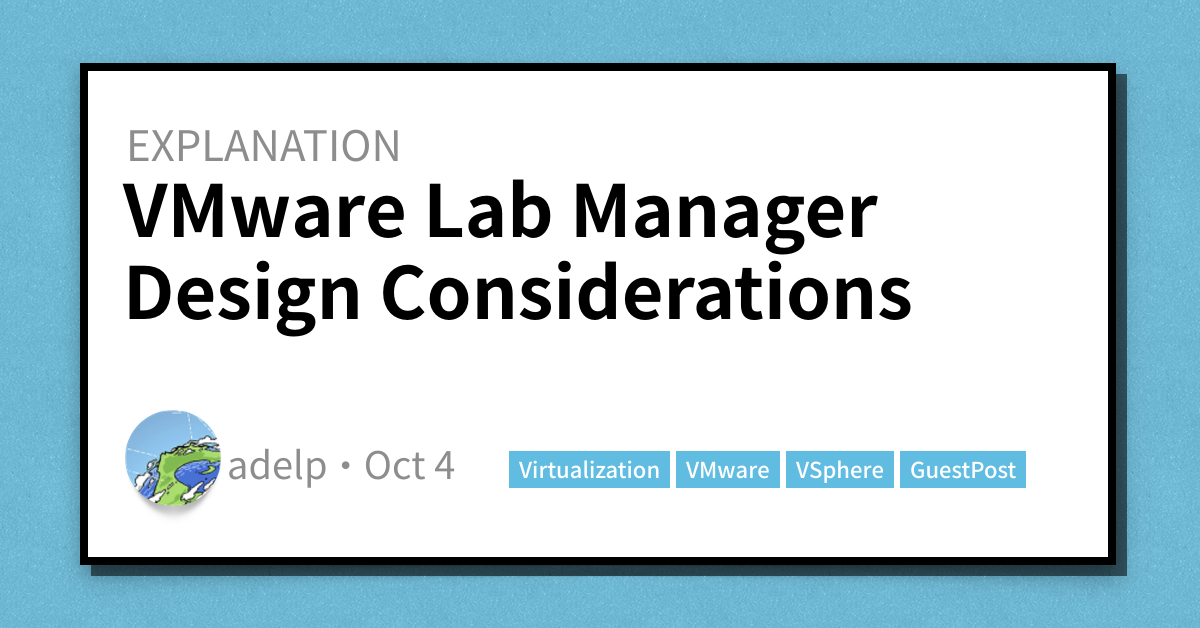 EXPLANATION
VMware Lab Manager
Design Considerations
adelp • Oct 4
Virtualization VMware VSphere GuestPost